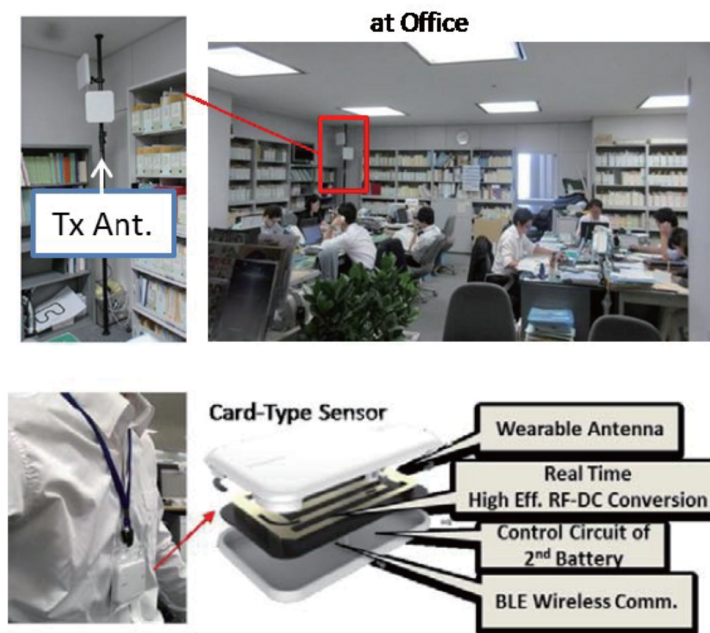 at Office
Tx Ant.
Card-Type Sensor
Wearable Antenna
Real Time
High Eff. RF-DC Conversion
Control Circuit of
2nd Battery
BLE Wireless Comm.